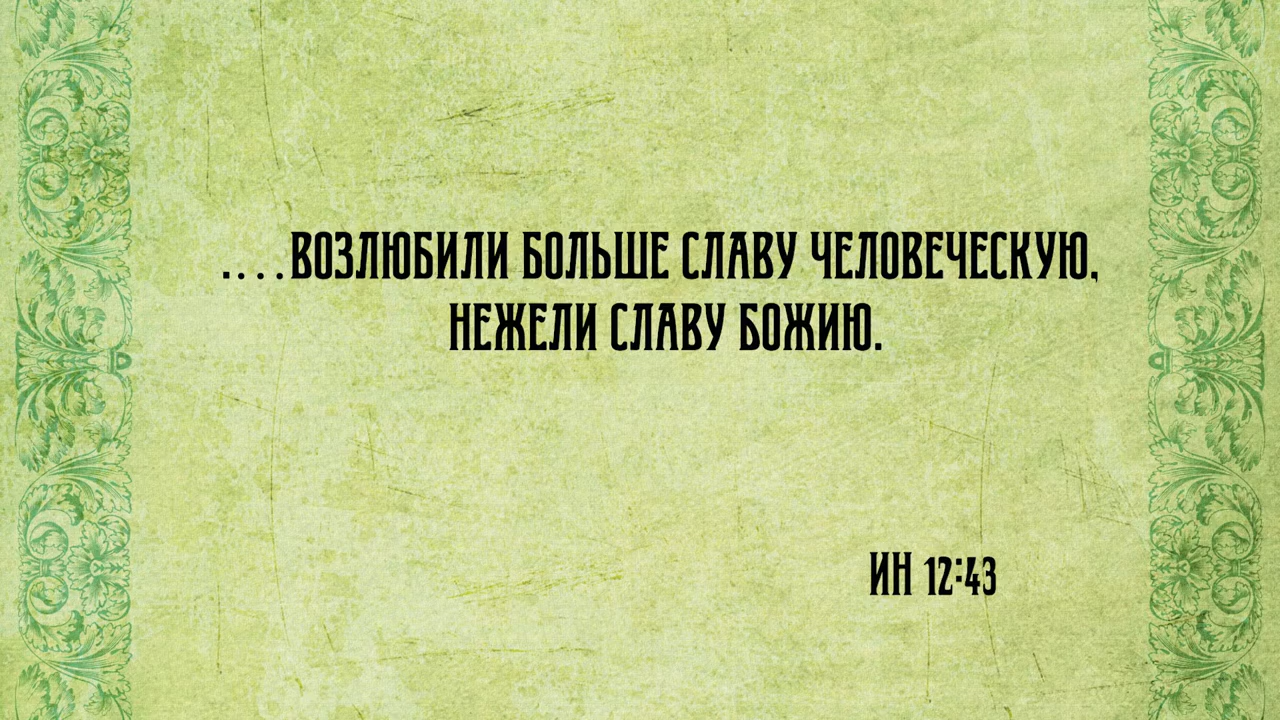 ....ВОЗЛЮБИЛИ БОЛЬШЕ СЛАВУ ЧЕЛОВЕЧЕСКУЮ,
НЕЖЕЛИ СЛАВУ БОЖИЮ.
ИН 12:43